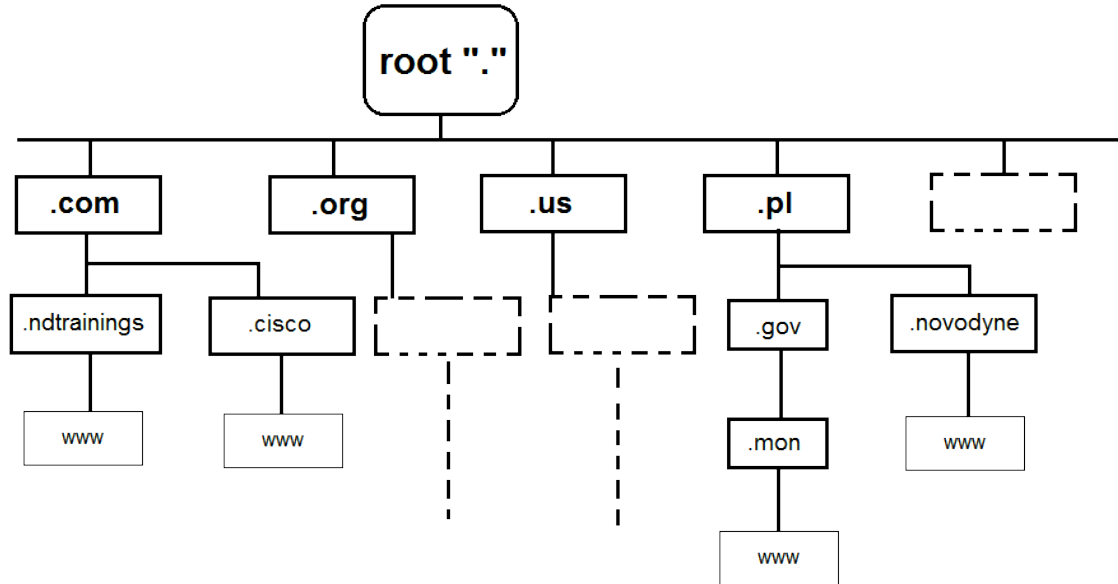 root "."
.com
.org
.us
.pl
.ndtrainings
.cisco
.gov
.novodyne
www
www
.mon
www
www